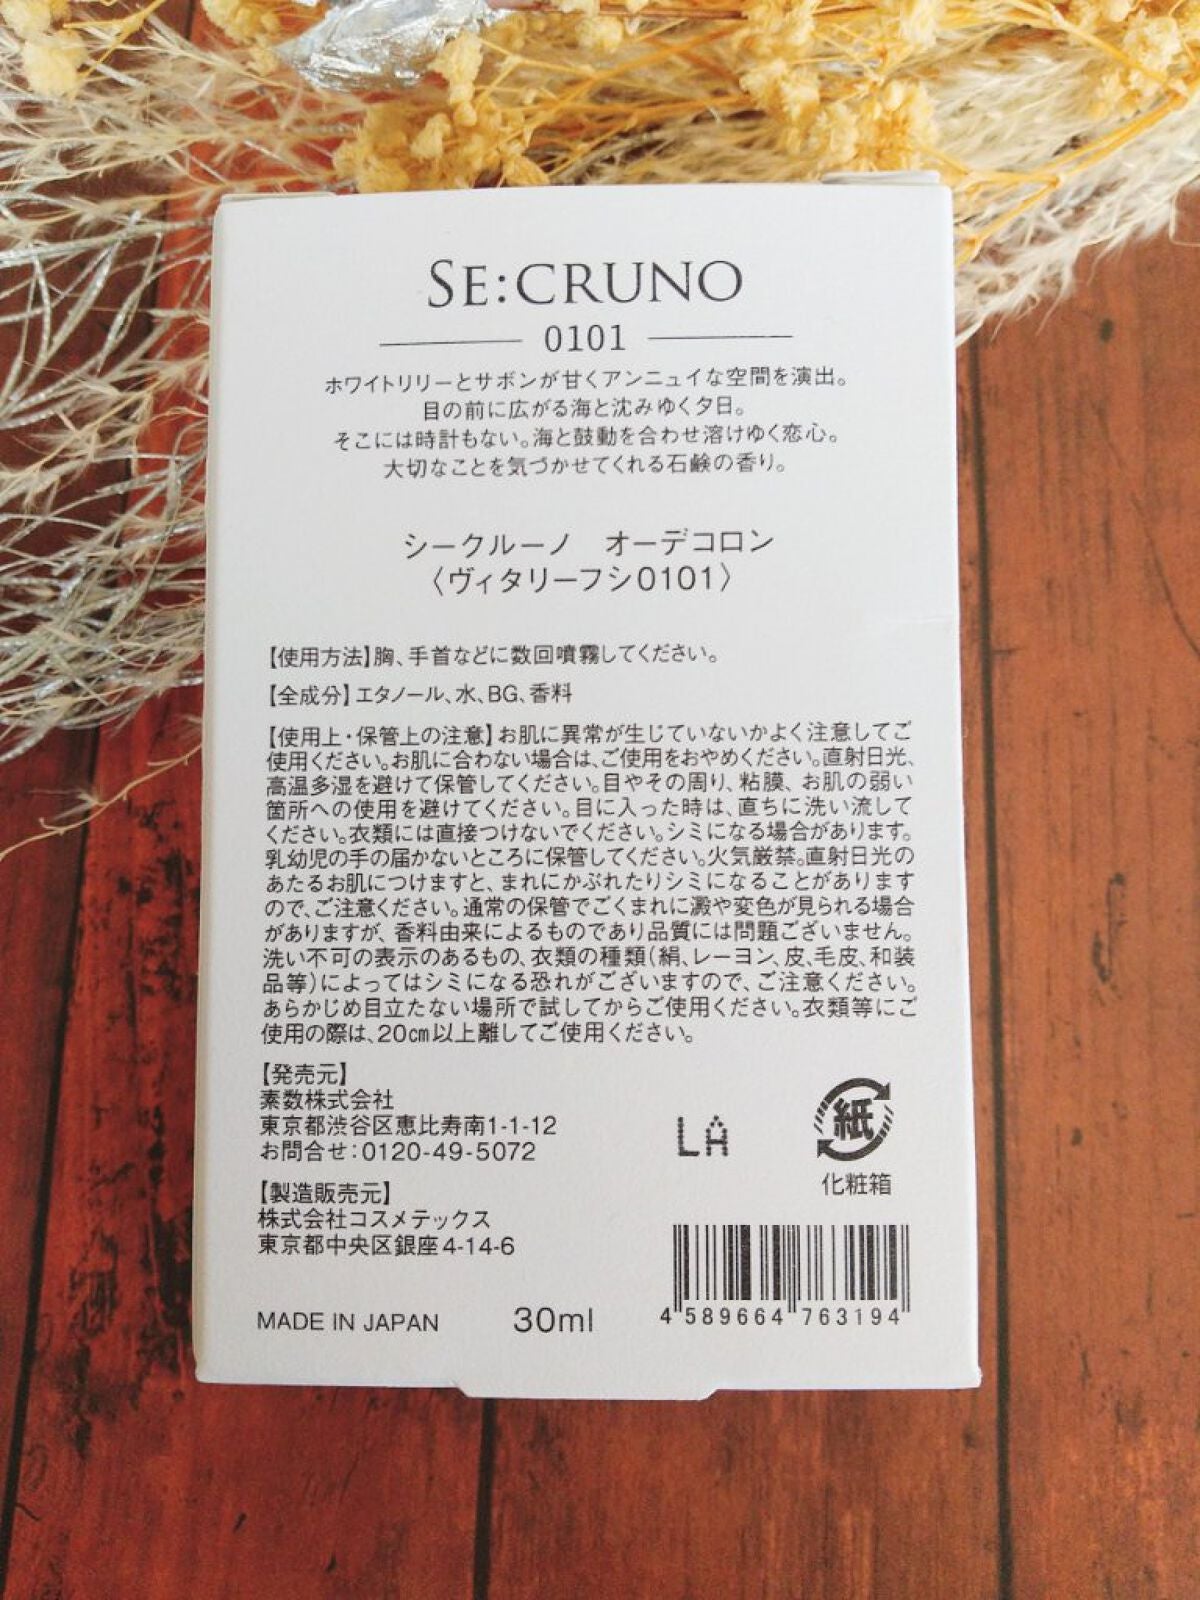 SE:CRUNO
0101
ホワイトリリーとサボンが甘くアンニュイな空間を演出。
目の前に広がる海と沈みゆく夕日。
そこには時計もない。海と鼓動を合わせ溶けゆく恋心。
大切なことを気づかせてくれる石鹸の香り。
シークルーノ オーデコロン
〈ヴィタリーフシ0101〉
【使用方法】胸、手首などに数回噴霧してください。
【全成分】エタノール、水、BG、香料
【使用上・保管上の注意】お肌に異常が生じていないかよく注意してご
使用ください。お肌に合わない場合は、ご使用をおやめください。直射日光、
高温多湿を避けて保管してください。目やその周り、粘膜、お肌の弱い
箇所への使用を避けてください。目に入った時は、直ちに洗い流して
ください。衣類には直接つけないでください。シミになる場合があります。
乳幼児の手の届かないところに保管してください。火気厳禁。直射日光の
あたるお肌につけますと、まれにかぶれたりシミになることがあります
ので、ご注意ください。通常の保管でごくまれに澱や変色が見られる場合
がありますが、香料由来によるものであり品質には問題ございません。
洗い不可の表示のあるもの、衣類の種類(絹、レーヨン、皮、毛皮、和装
品等)によってはシミになる恐れがございますので、ご注意ください。
あらかじめ目立たない場所で試してからご使用ください。衣類等にご
使用の際は、20cm以上離してご使用ください。
【発売元】
素数株式会社
東京都渋谷区恵比寿南1-1-12
お問合せ:0120-49-5072
LA
紙
化粧箱
【製造販売元】
株式会社コスメテックス
東京都中央区銀座4-14-6
MADE IN JAPAN 30ml
4 589664 763194